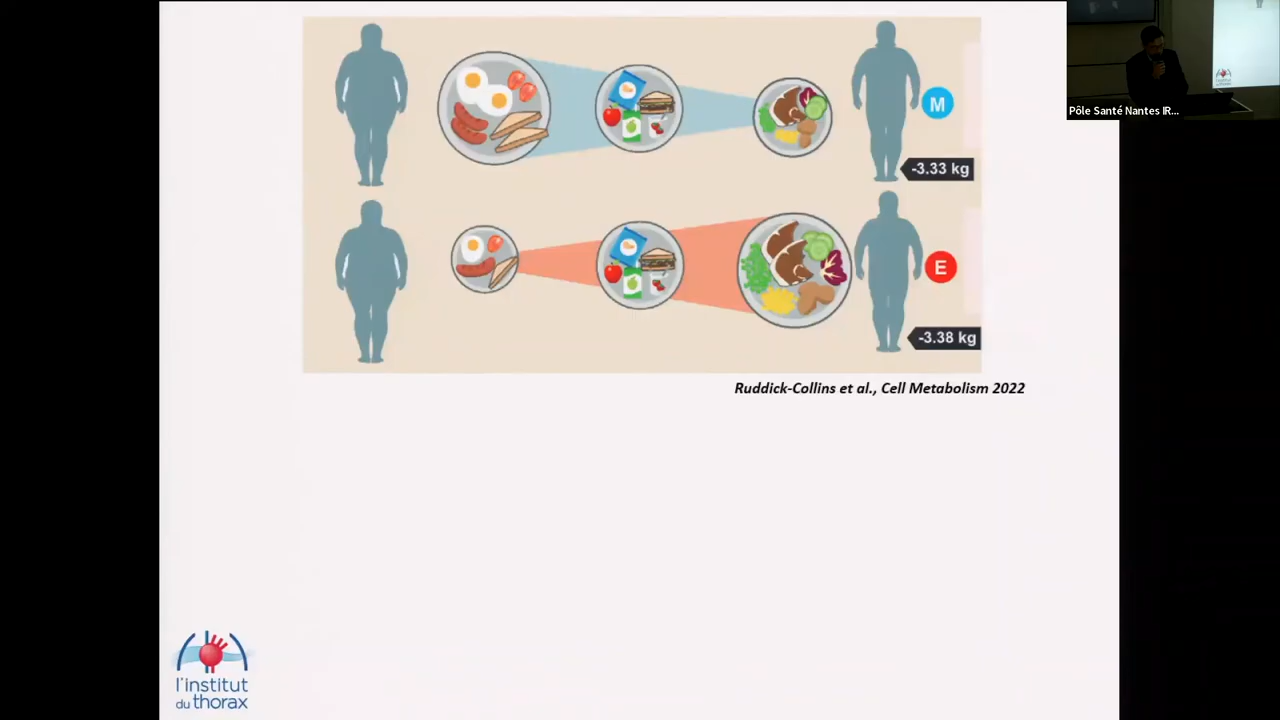 M
-3.33 kg
E
-3.38 kg
Ruddick-Collins et al., Cell Metabolism 2022
l'institut
du thorax
Pôle Santé Nantes IR...